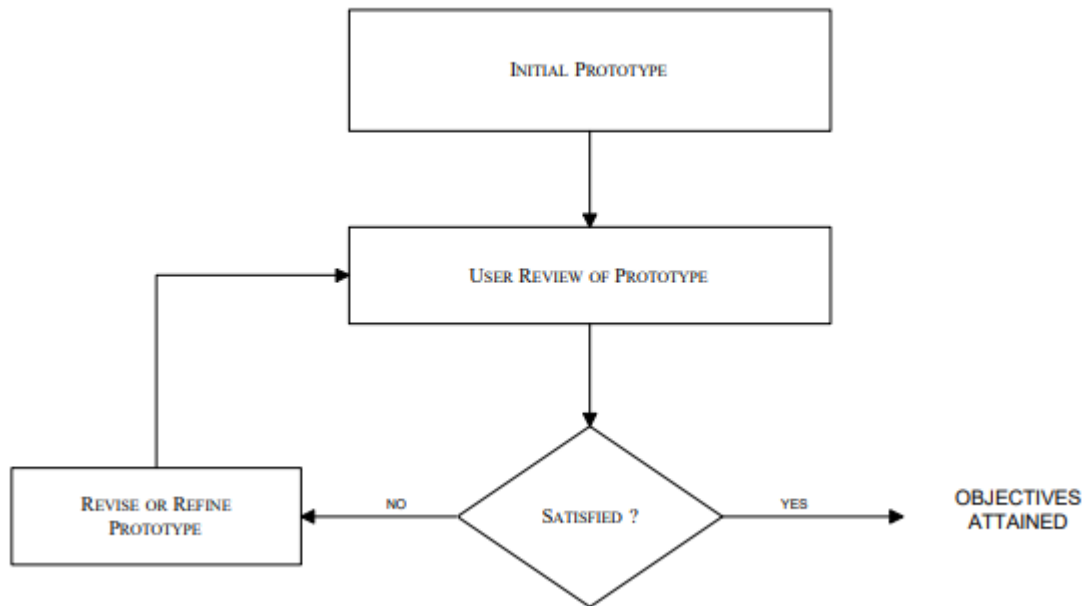 Initial Prototype
User Review of Prototype
Revise or Refine
Prototype
NO
Satisfied ?
YES
OBJECTIVES
ATTAINED